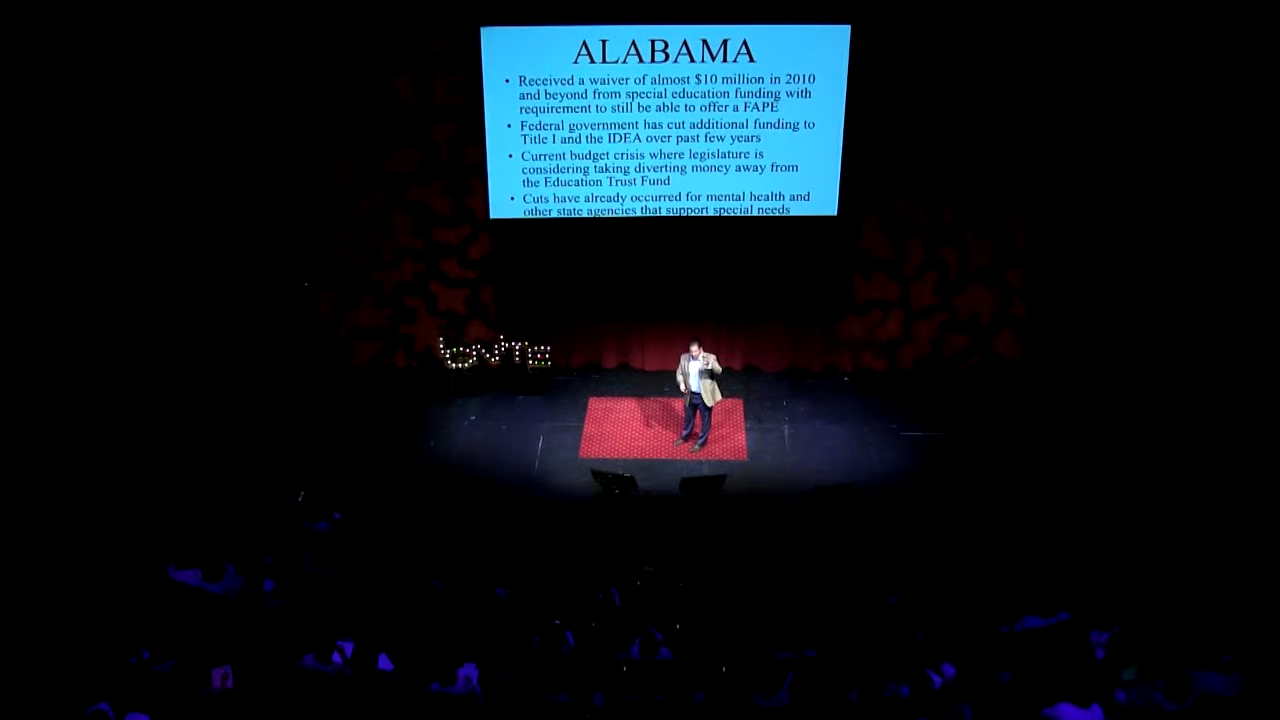 ALABAMA
• Received a waiver of almost $10 million in 2010
and beyond from special education funding with
requirement to still be able to offer a FAPE
• Federal government has cut additional funding to
Title I and the IDEA over past few years
• Current budget crisis where legislature is
considering taking diverting money away from
the Education Trust Fund
• Cuts have already occurred for mental health and
other state agencies that support special needs
IGNITE